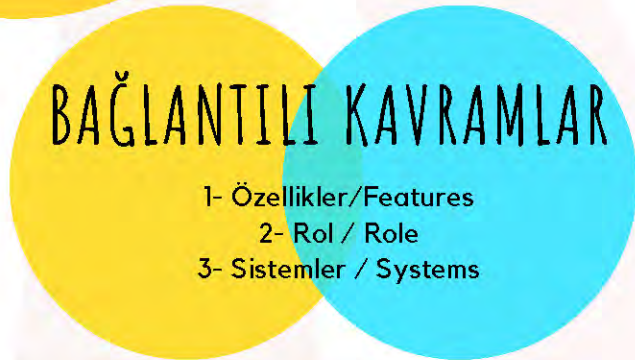 BAĞLANTILI KAVRAMLAR
1- Özellikler/Features
2- Rol / Role
3- Sistemler / Systems